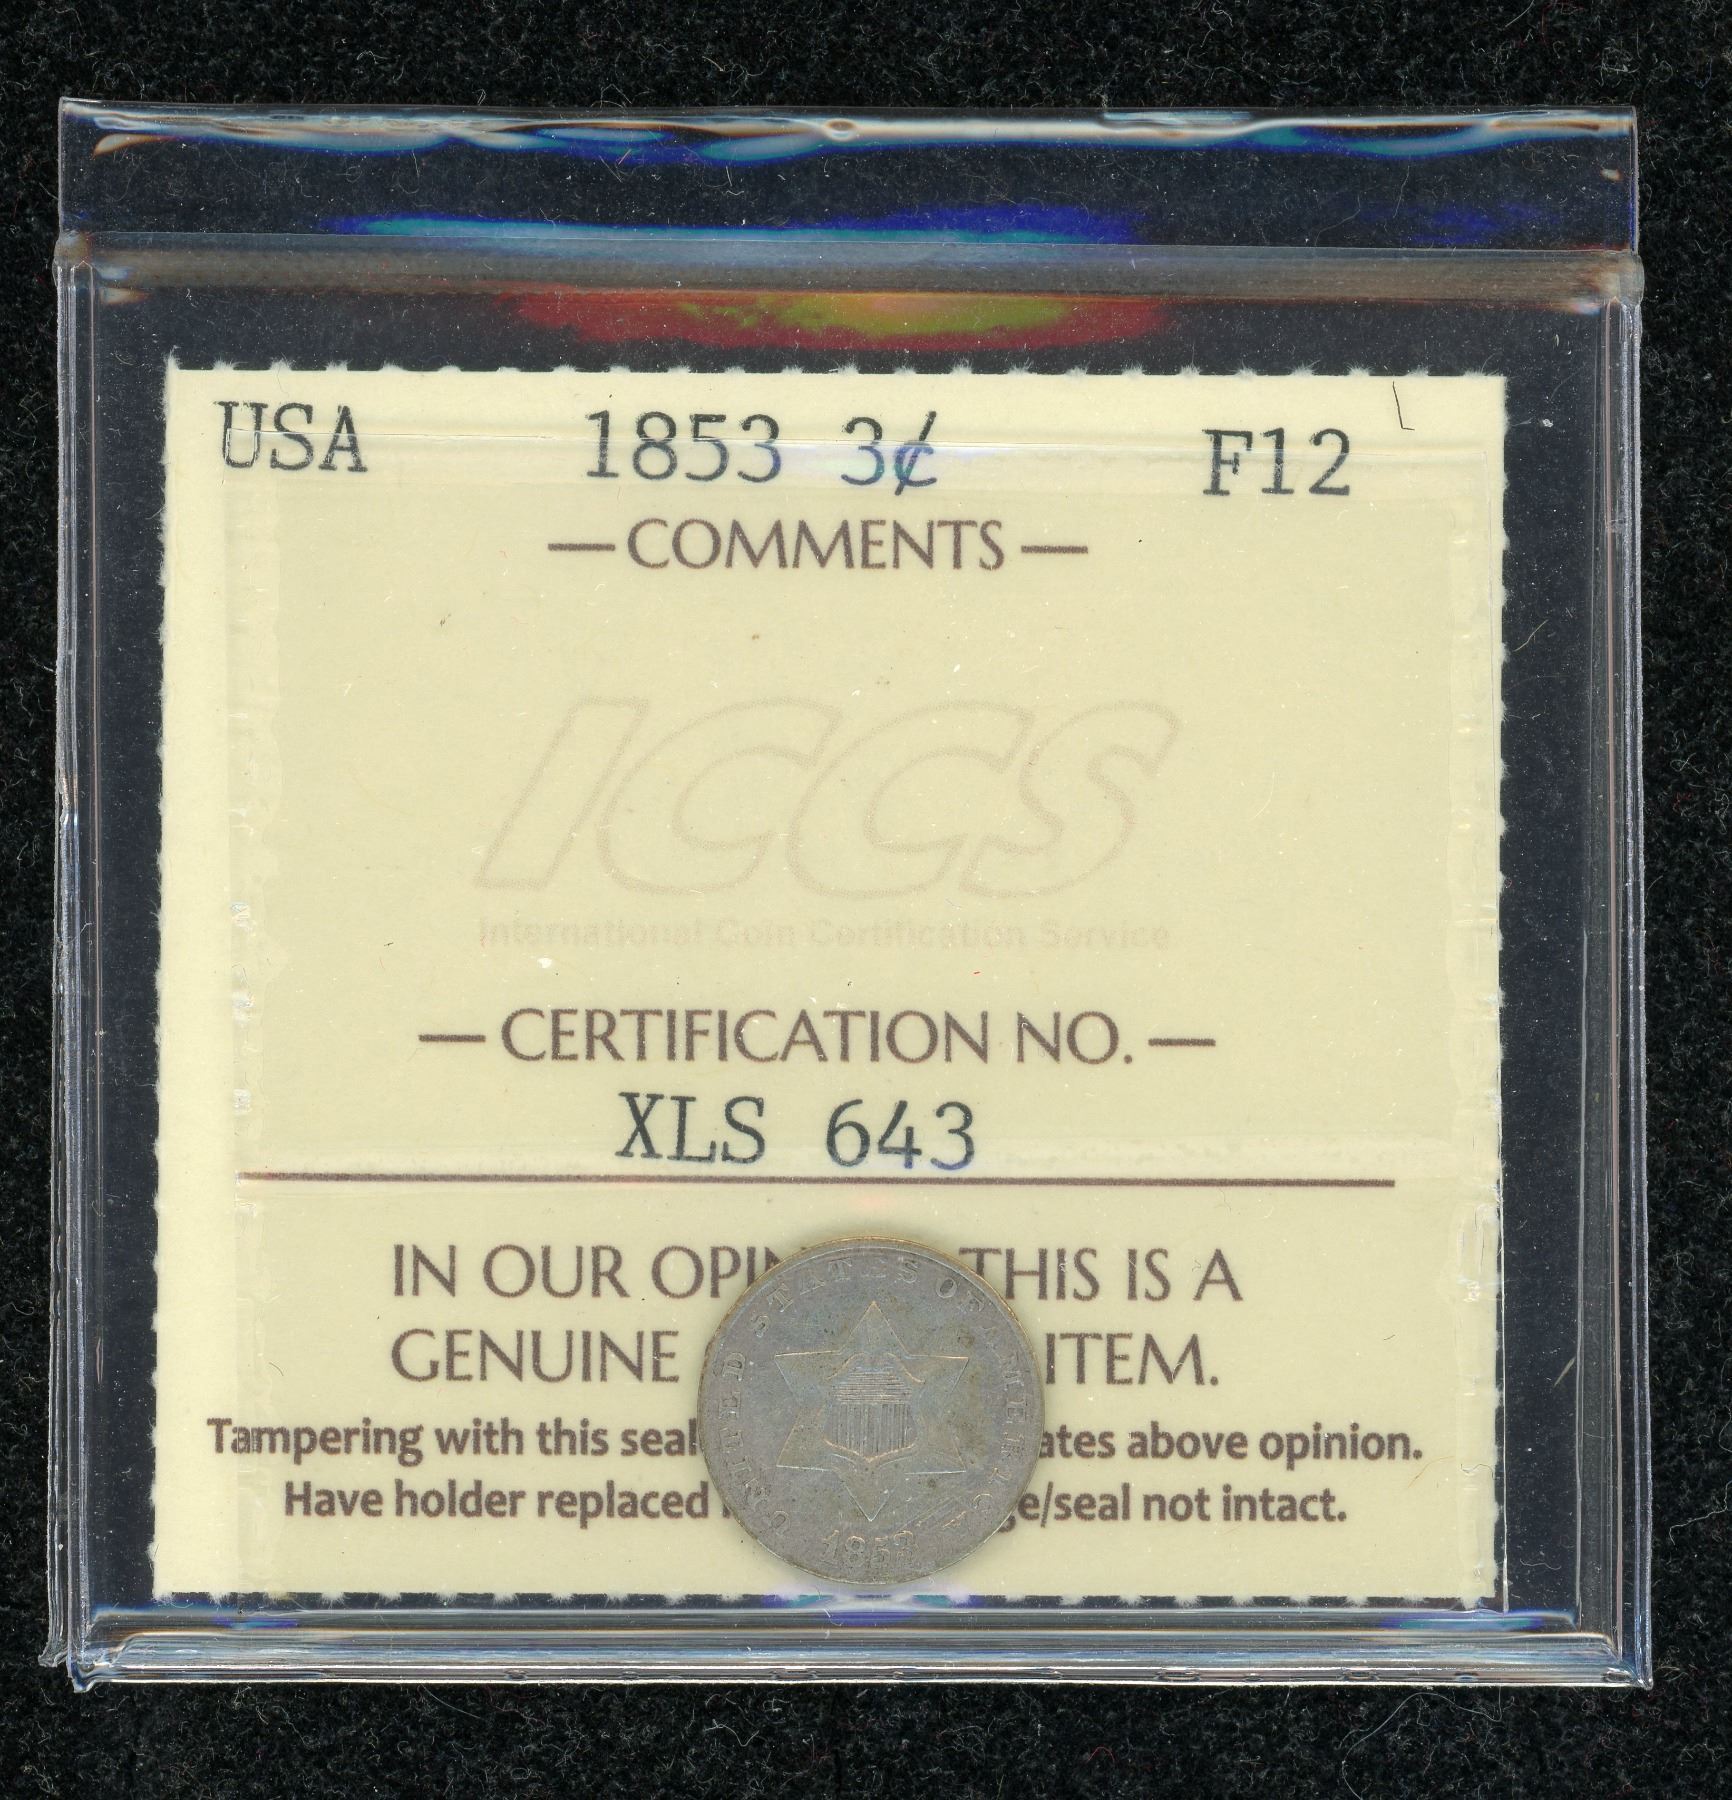 USA 1853 3¢ F12
— COMMENTS —
ICCS
International Coin Certification Service
— CERTIFICATION NO. —
XLS 643
IN OUR OPIN THIS IS A
GENUINE ITEM.
Tampering with this seal ates above opinion.
Have holder replaced ge/seal not intact.
UNITED STATES OF AMERICA
1853